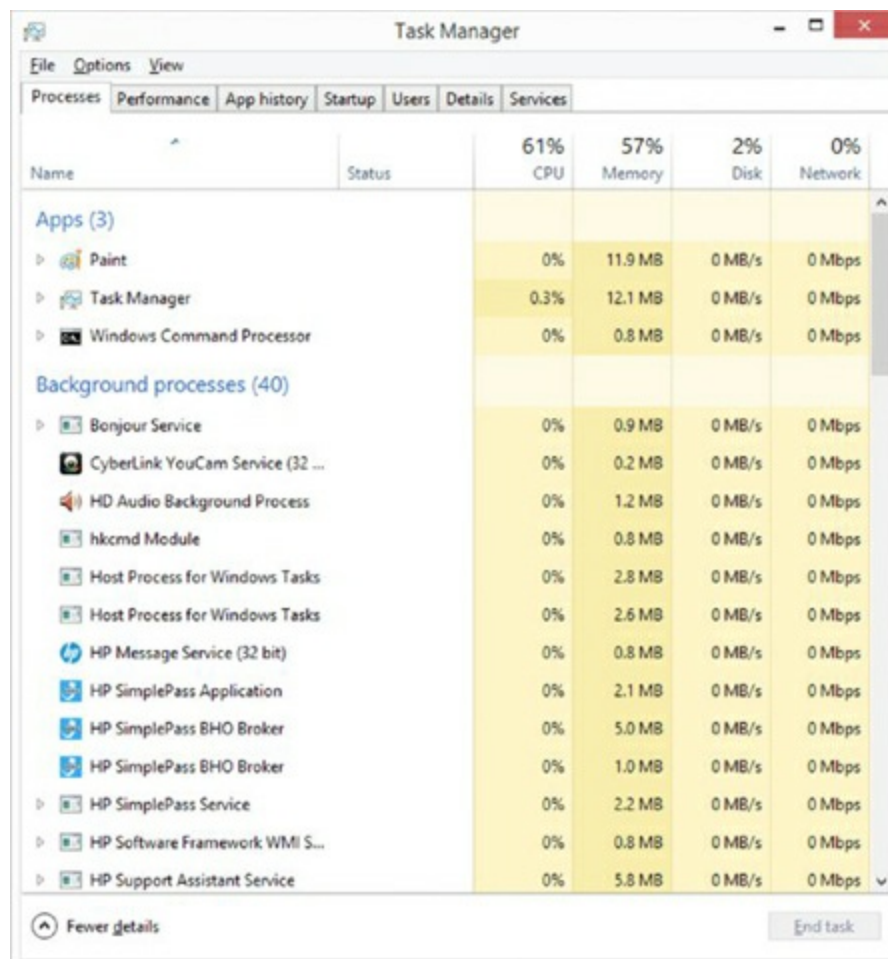 Task Manager
File Options View
Processes Performance App history Startup Users Details Services
61% 57% 2% 0%
Name Status CPU Memory Disk Network
Apps (3)
Paint 0% 11.9 MB 0 MB/s 0 Mbps
Task Manager 0.3% 12.1 MB 0 MB/s 0 Mbps
Windows Command Processor 0% 0.8 MB 0 MB/s 0 Mbps
Background processes (40)
Bonjour Service 0% 0.9 MB 0 MB/s 0 Mbps
CyberLink YouCam Service (32 ... 0% 0.2 MB 0 MB/s 0 Mbps
HD Audio Background Process 0% 1.2 MB 0 MB/s 0 Mbps
hkcmd Module 0% 0.8 MB 0 MB/s 0 Mbps
Host Process for Windows Tasks 0% 2.8 MB 0 MB/s 0 Mbps
Host Process for Windows Tasks 0% 2.6 MB 0 MB/s 0 Mbps
HP Message Service (32 bit) 0% 0.8 MB 0 MB/s 0 Mbps
HP SimplePass Application 0% 2.1 MB 0 MB/s 0 Mbps
HP SimplePass BHO Broker 0% 5.0 MB 0 MB/s 0 Mbps
HP SimplePass BHO Broker 0% 1.0 MB 0 MB/s 0 Mbps
HP SimplePass Service 0% 2.2 MB 0 MB/s 0 Mbps
HP Software Framework WMI S... 0% 0.8 MB 0 MB/s 0 Mbps
HP Support Assistant Service 0% 5.8 MB 0 MB/s 0 Mbps
Fewer details End task